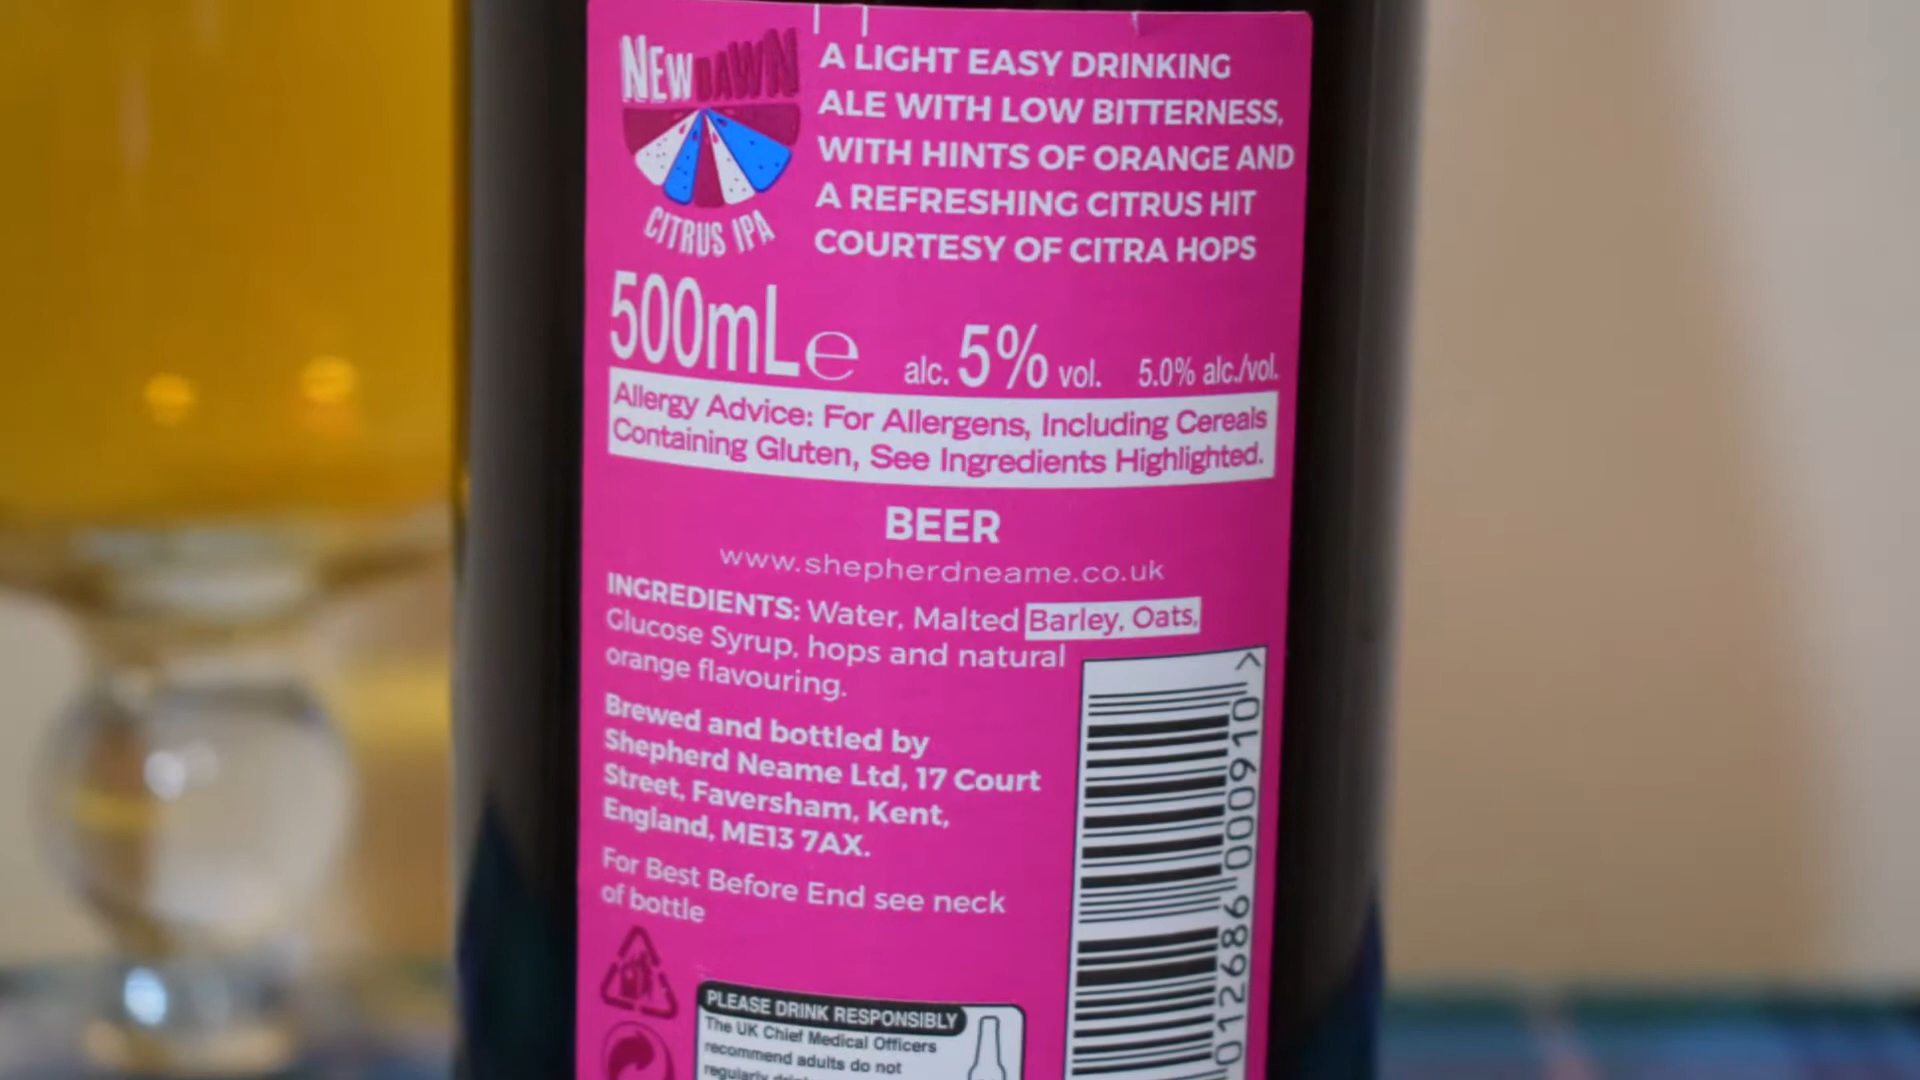 NEW DAWN
CITRUS IPA
A LIGHT EASY DRINKING
ALE WITH LOW BITTERNESS,
WITH HINTS OF ORANGE AND
A REFRESHING CITRUS HIT
COURTESY OF CITRA HOPS
500mL e alc. 5% vol. 5.0% alc./vol.
Allergy Advice: For Allergens, Including Cereals
Containing Gluten, See Ingredients Highlighted.
BEER
www.shepherdneame.co.uk
INGREDIENTS: Water, Malted Barley, Oats,
Glucose Syrup, hops and natural
orange flavouring.
Brewed and bottled by
Shepherd Neame Ltd, 17 Court
Street, Faversham, Kent,
England, ME13 7AX.
For Best Before End see neck
of bottle
PLEASE DRINK RESPONSIBLY
The UK Chief Medical Officers
recommend adults do not
regularly
012686 000910 >